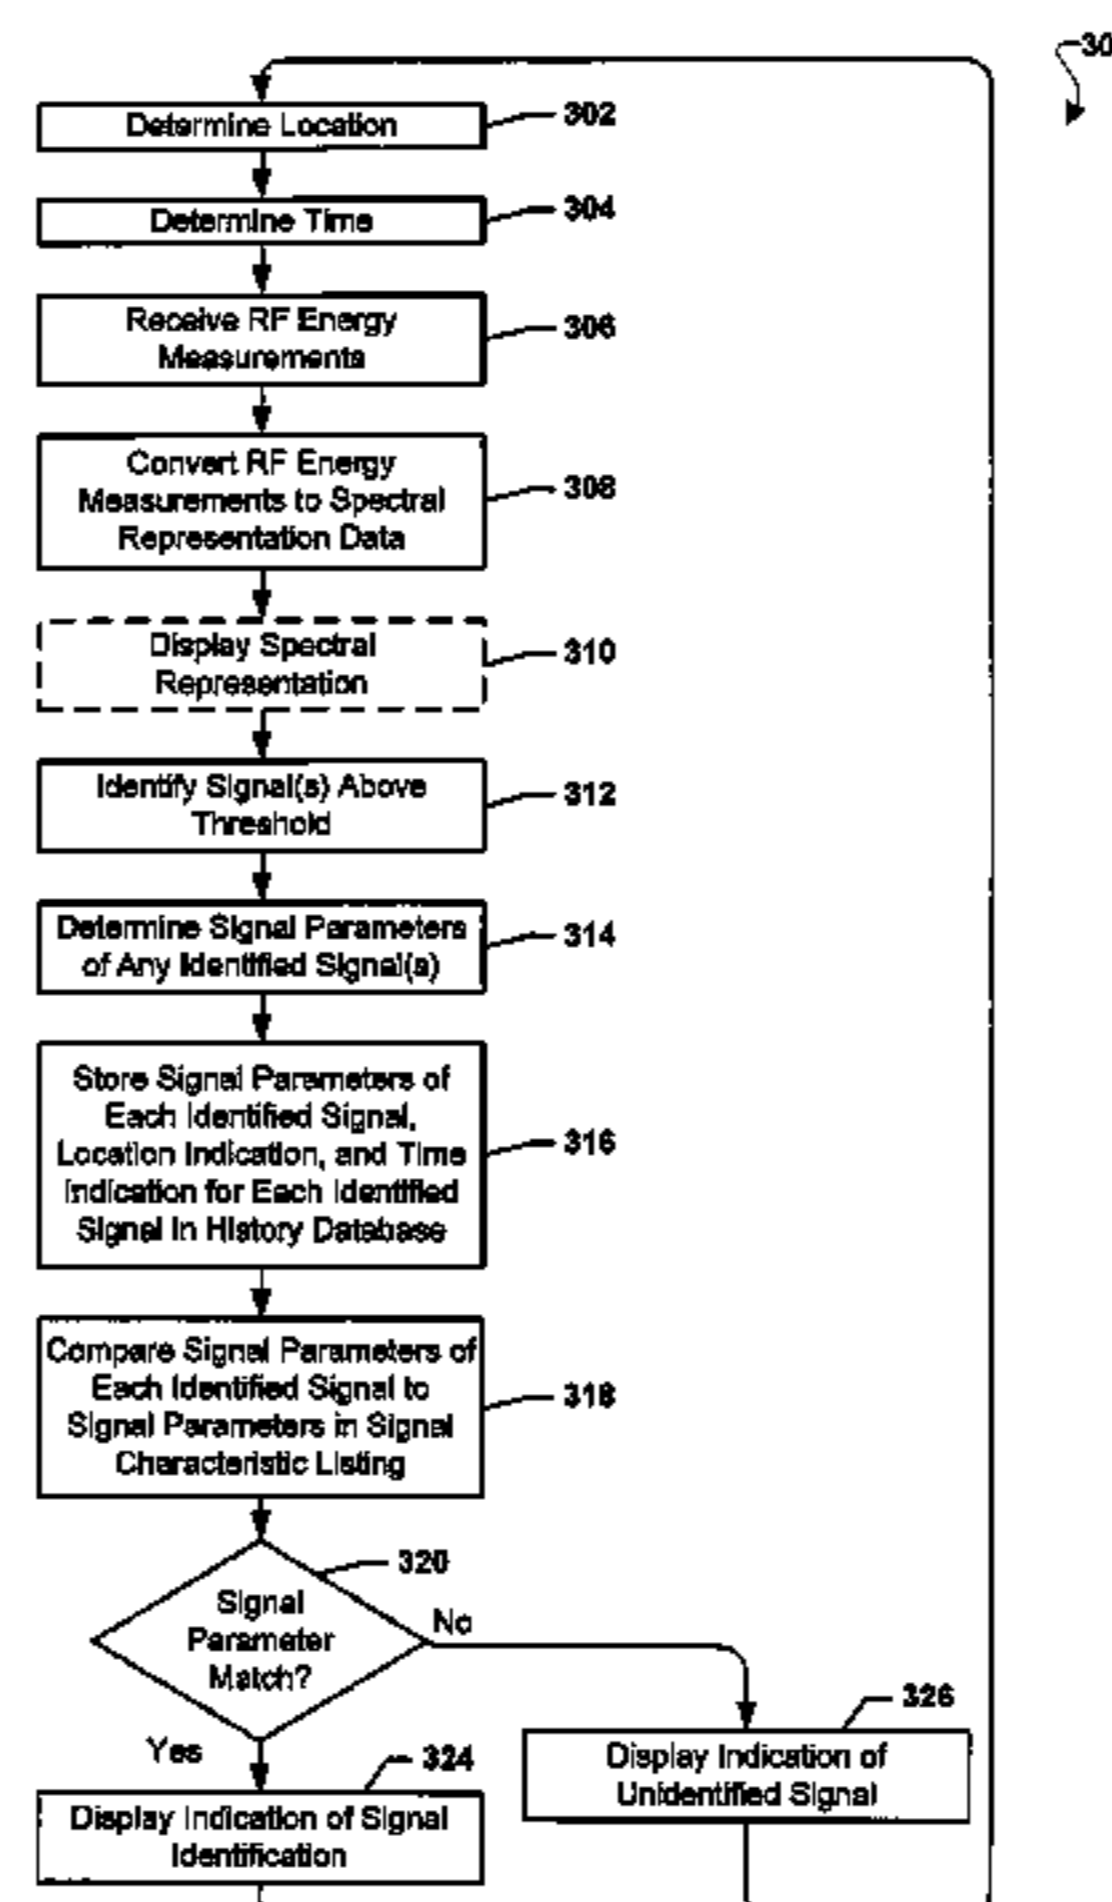 30
Determine Location
302
Determine Time
304
Receive RF Energy
Measurements
306
Convert RF Energy
Measurements to Spectral
Representation Data
308
Display Spectral
Representation
310
Identify Signal(s) Above
Threshold
312
Determine Signal Parameters
of Any Identified Signal(s)
314
Store Signal Parameters of
Each Identified Signal,
Location Indication, and Time
Indication for Each Identified
Signal in History Database
316
Compare Signal Parameters of
Each Identified Signal to
Signal Parameters in Signal
Characteristic Listing
318
320
Signal
Parameter
Match?
No
Yes
326
Display Indication of
Unidentified Signal
324
Display Indication of Signal
Identification